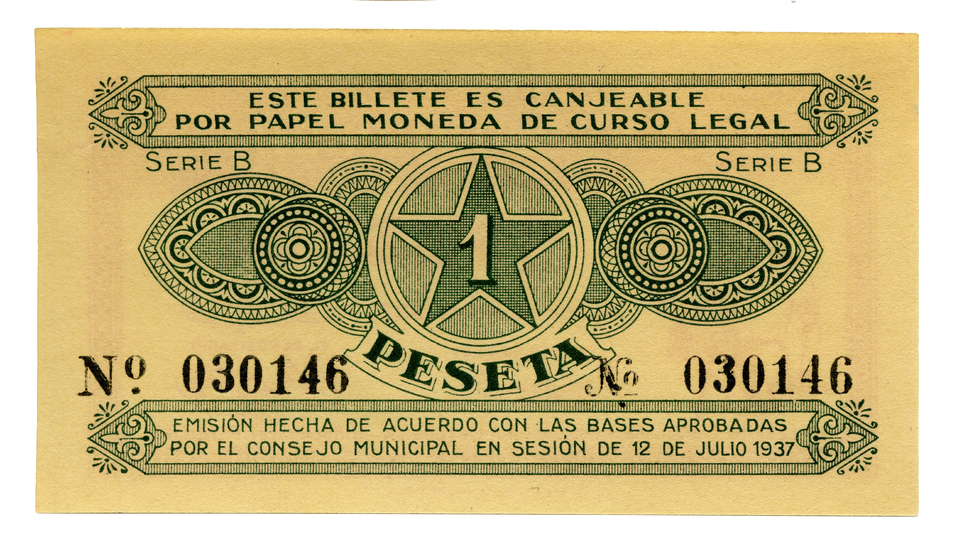 ESTE BILLETE ES CANJEABLE
POR PAPEL MONEDA DE CURSO LEGAL
SERIE B SERIE B
1
PESETA
Nº 030146 Nº 030146
EMISIÓN HECHA DE ACUERDO CON LAS BASES APROBADAS
POR EL CONSEJO MUNICIPAL EN SESIÓN DE 12 DE JULIO 1937